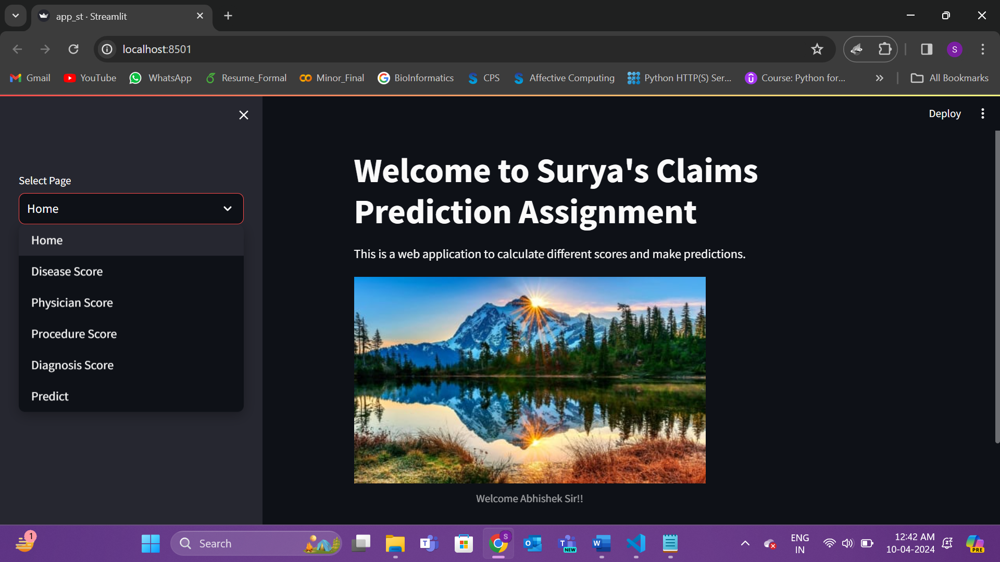 app_st · Streamlit
localhost:8501
S
Gmail
YouTube
WhatsApp
Resume_Formal
Minor_Final
BioInformatics
CPS
Affective Computing
Python HTTP(S) Ser...
Course: Python for...
All Bookmarks
Deploy
Select Page
Home
Home
Disease Score
Physician Score
Procedure Score
Diagnosis Score
Predict
Welcome to Surya's Claims
Prediction Assignment
This is a web application to calculate different scores and make predictions.
Welcome Abhishek Sir!!
1
Search
S
NEW
ENG
IN
12:42 AM
10-04-2024
PRE